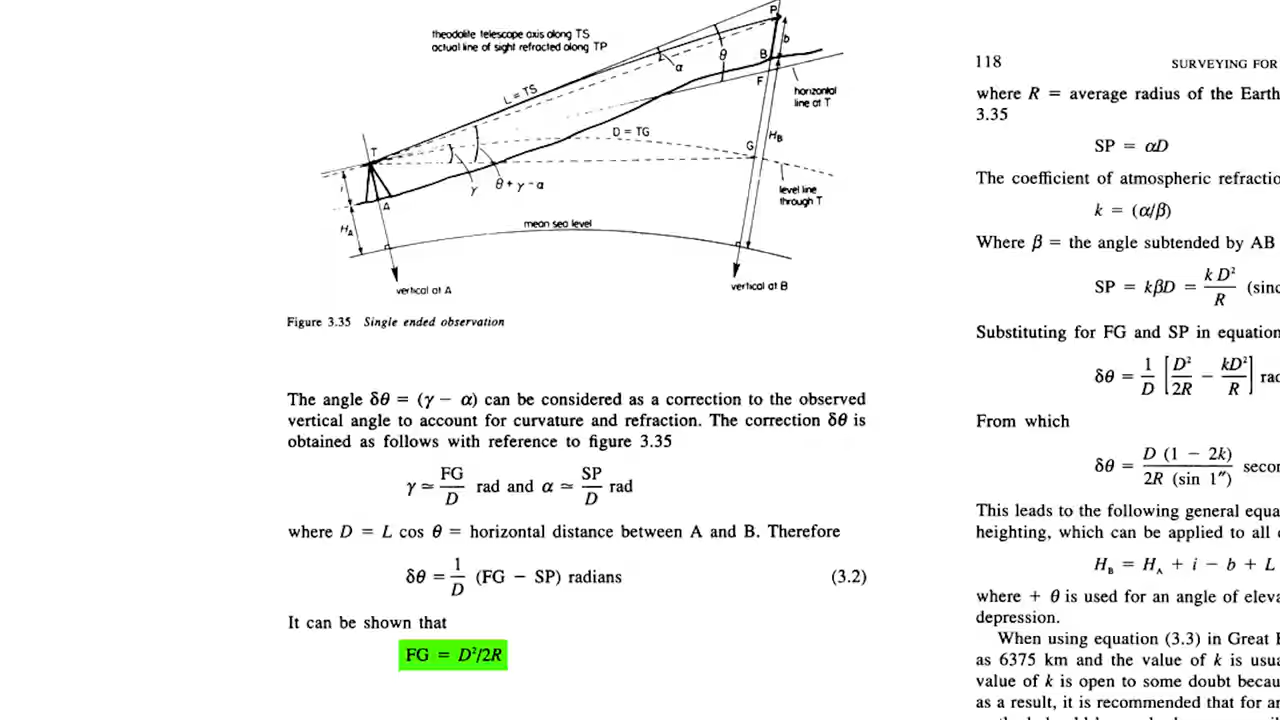 theodolite telescope axis along TS
actual line of sight refracted along TP
P
b
θ
B
α
F
L = TS
horizontal
line at T
D = TG
H_B
T
G
γ
θ + γ - α
i
A
level line
through T
H_A
mean sea level
vertical at A
vertical at B
Figure 3.35 Single ended observation
The angle δθ = (γ − α) can be considered as a correction to the observed
vertical angle to account for curvature and refraction. The correction δθ is
obtained as follows with reference to figure 3.35
γ ≃ FG/D rad and α ≃ SP/D rad
where D = L cos θ = horizontal distance between A and B. Therefore
δθ = 1/D (FG − SP) radians (3.2)
It can be shown that
FG = D²/2R
118 SURVEYING FOR
where R = average radius of the Earth
3.35
SP = αD
The coefficient of atmospheric refractio
k = (α/β)
Where β = the angle subtended by AB
SP = kβD = kD²/R (sinc
Substituting for FG and SP in equation
δθ = 1/D [D²/2R − kD²/R] rad
From which
δθ = D (1 − 2k)/2R (sin 1″) secon
This leads to the following general equa
heighting, which can be applied to all
H_B = H_A + i − b + L
where + θ is used for an angle of eleva
depression.
When using equation (3.3) in Great B
as 6375 km and the value of k is usua
value of k is open to some doubt becau
as a result, it is recommended that for an